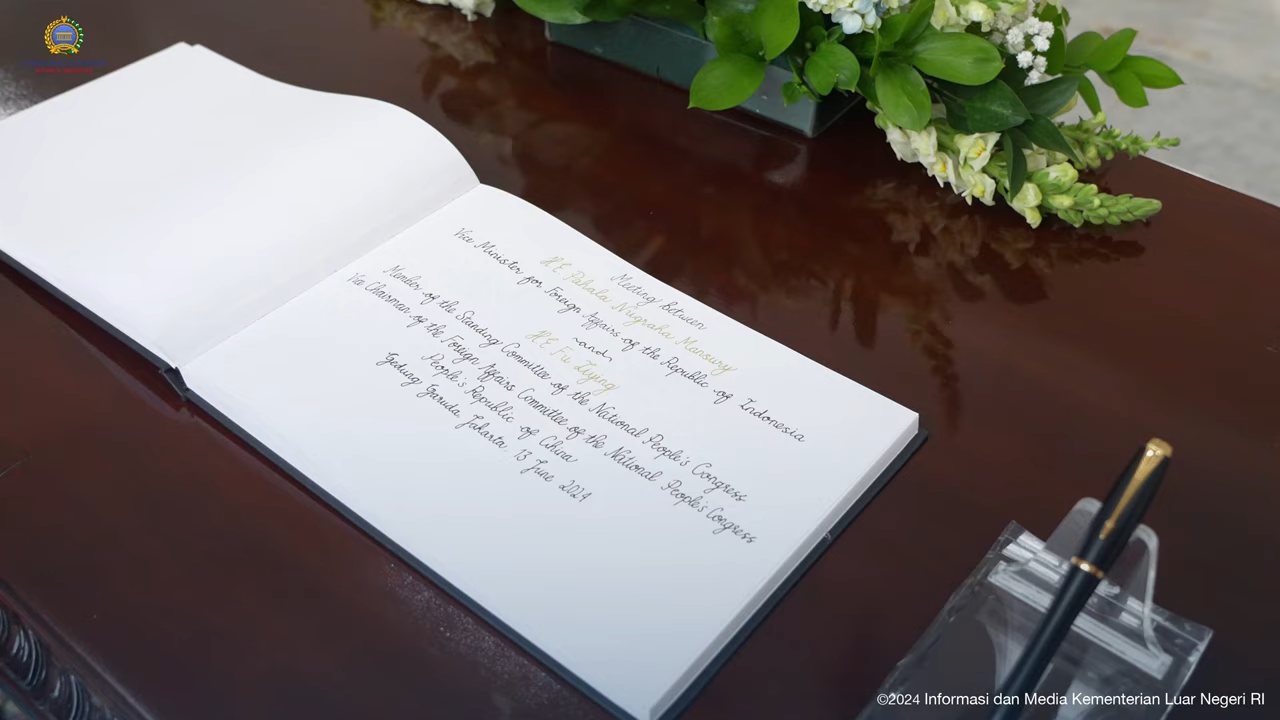 Meeting between
H.E Pahala Nugraha Mansury
Vice Minister for Foreign Affairs of the Republic of Indonesia
and
H.E Fu Ziying
Member of the Standing Committee of the National People's Congress
Vice Chairman of the Foreign Affairs Committee of the National People's Congress
People's Republic of China
Gedung Garuda, Jakarta, 13 June 2024
©2024 Informasi dan Media Kementerian Luar Negeri RI